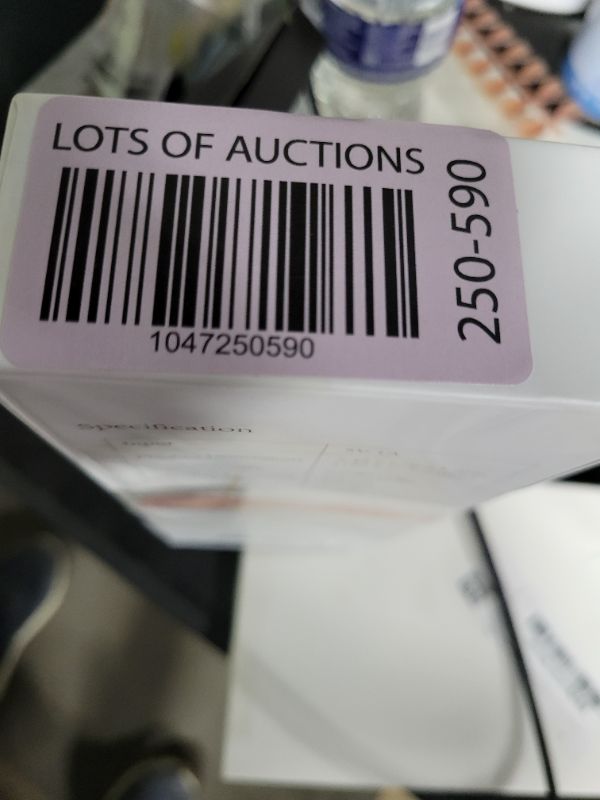 LOTS OF AUCTIONS
1047250590
250-590
Specification